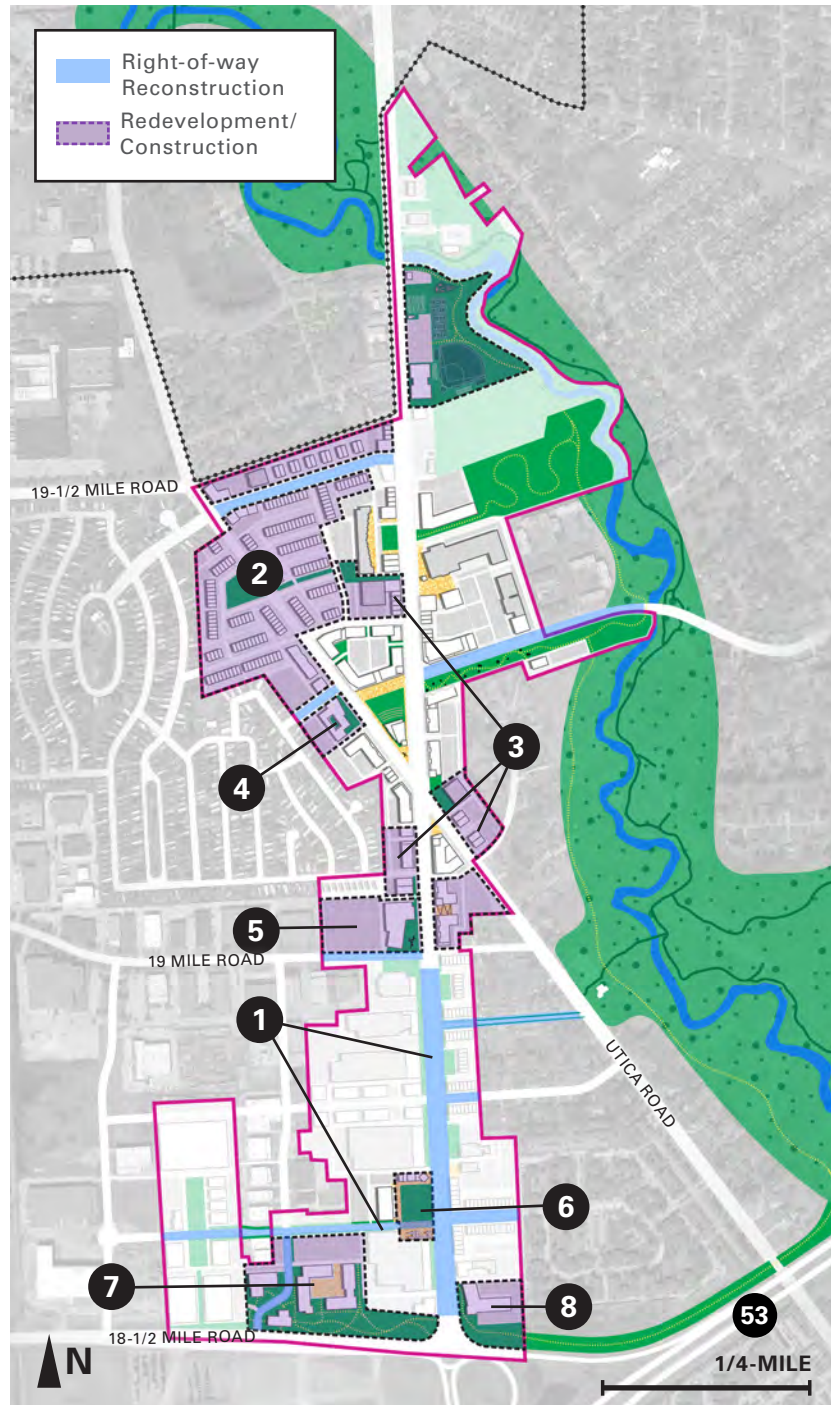 Right-of-way
Reconstruction
Redevelopment/
Construction
19-1/2 MILE ROAD
2
3
4
5
19 MILE ROAD
1
UTICA ROAD
6
7
8
53
18-1/2 MILE ROAD
N
1/4-MILE